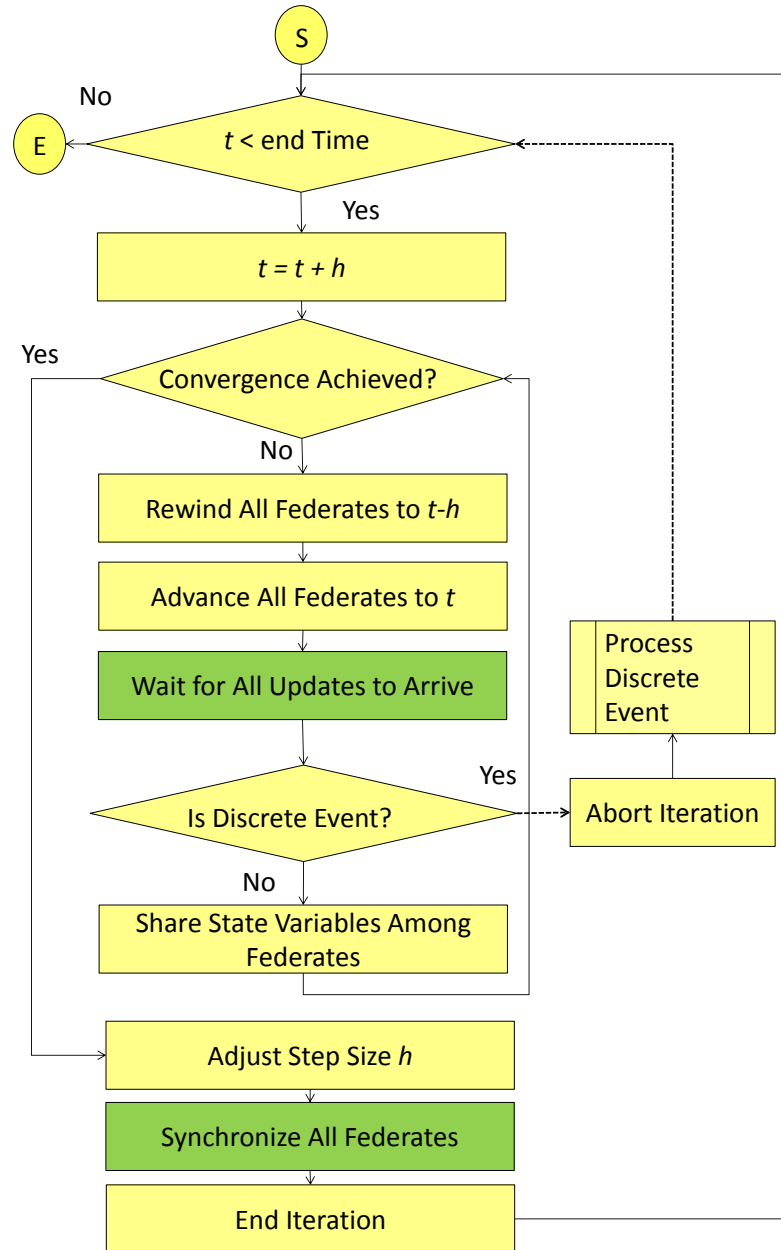 S
No
E
t < end Time
Yes
t = t + h
Yes
Convergence Achieved?
No
Rewind All Federates to t-h
Advance All Federates to t
Wait for All Updates to Arrive
Process
Discrete
Event
Yes
Is Discrete Event?
Abort Iteration
No
Share State Variables Among
Federates
Adjust Step Size h
Synchronize All Federates
End Iteration